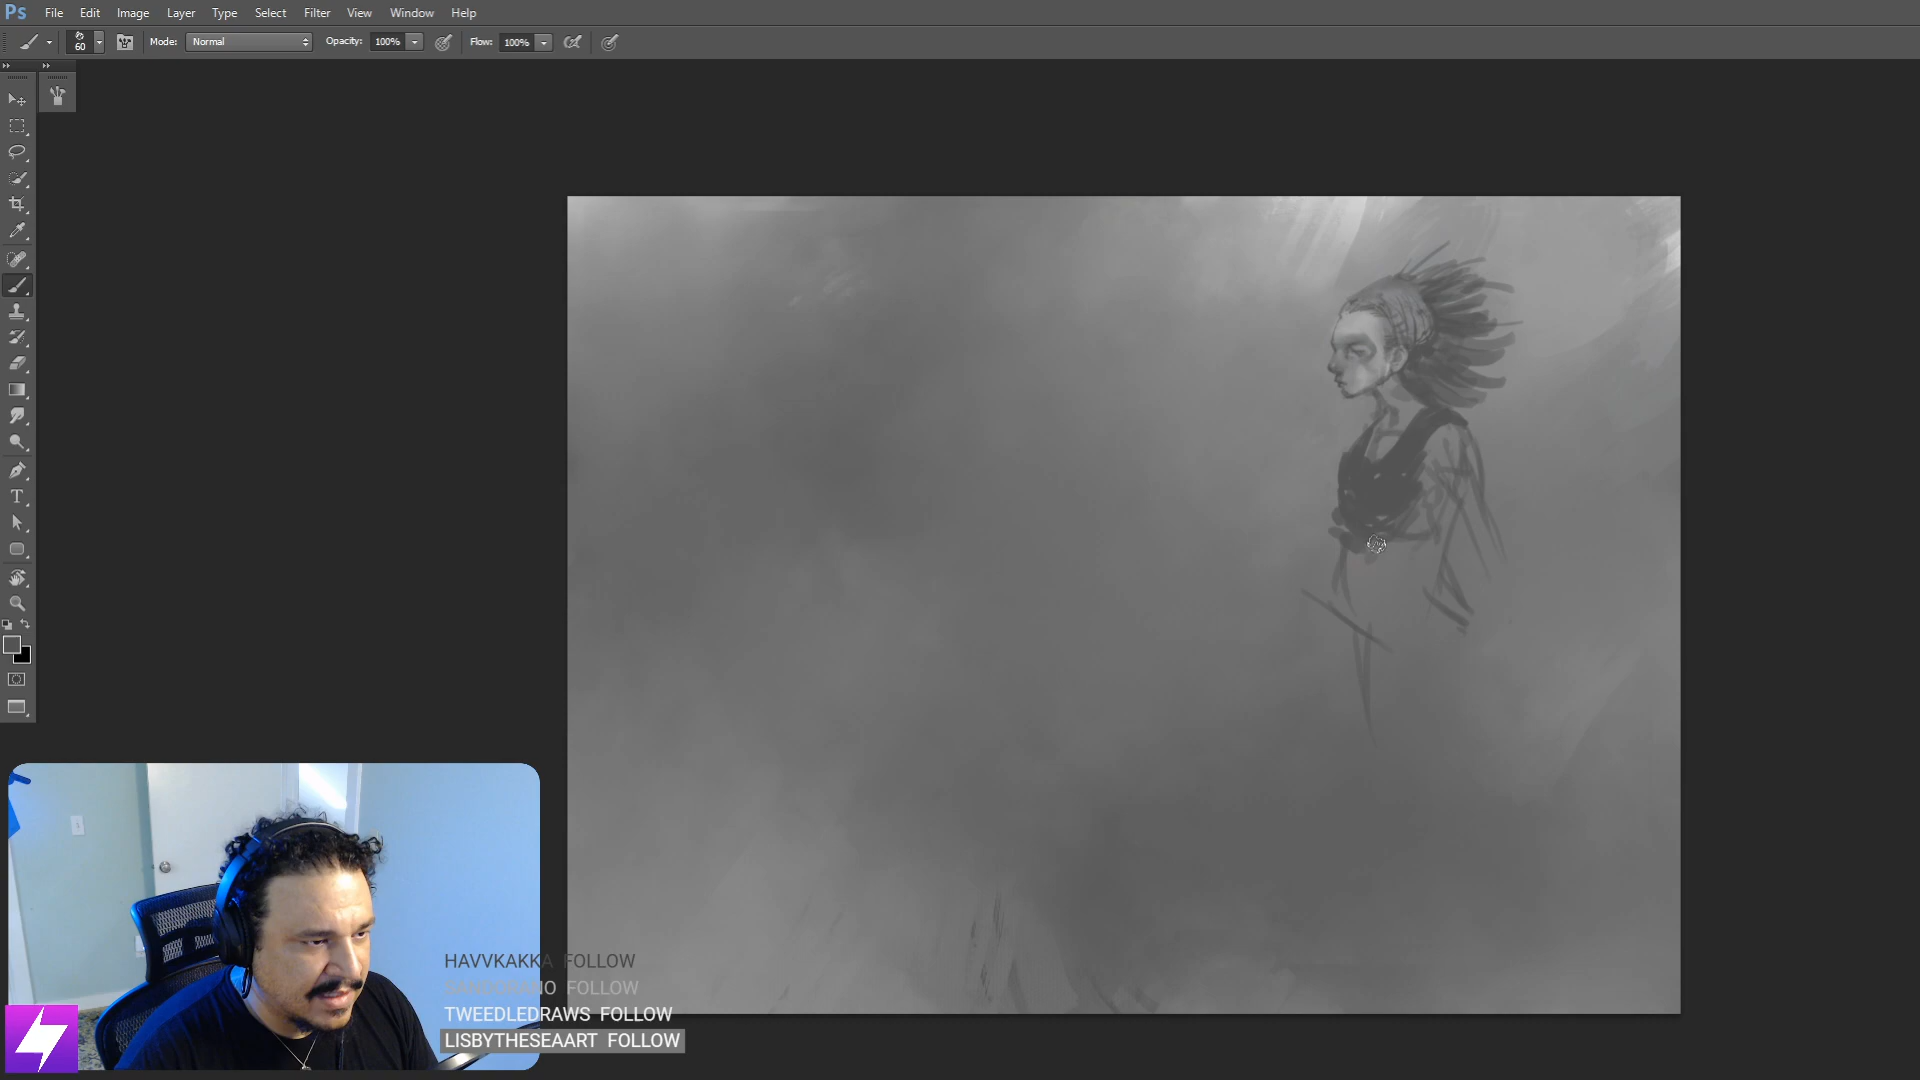 Ps File Edit Image Layer Type Select Filter View Window Help
60 Mode: Normal Opacity: 100% Flow: 100%
T
HAVVKAKKA FOLLOW
FOLLOW
TWEEDLEDRAWS FOLLOW
LISBYTHESEAART FOLLOW